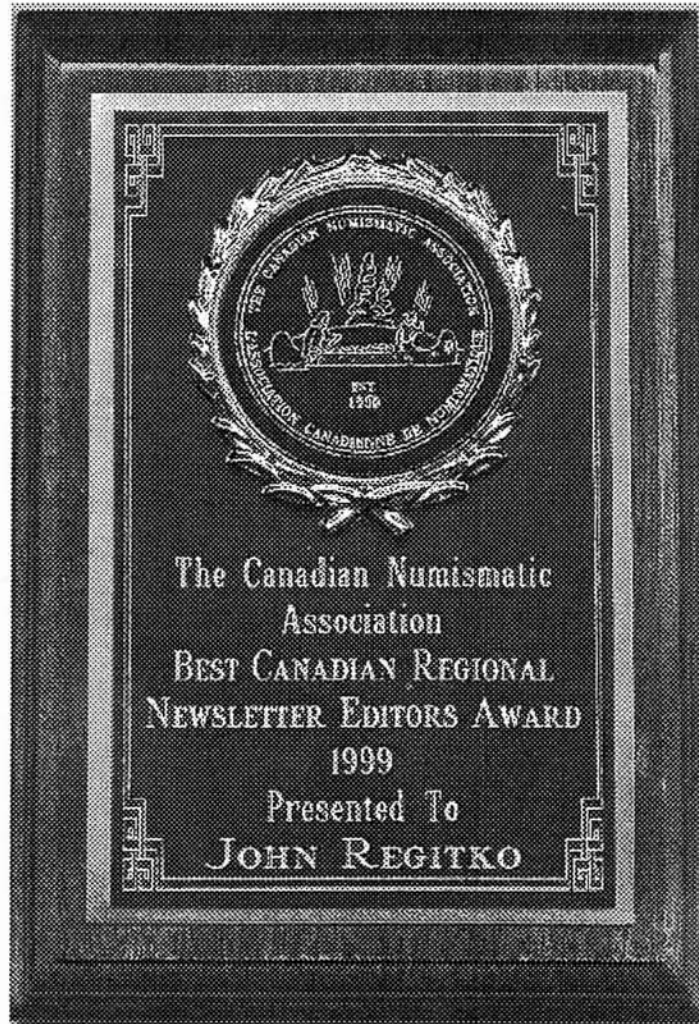 THE CANADIAN NUMISMATIC ASSOCIATION
L'ASSOCIATION CANADIENNE DE NUMISMATIQUE
EST.
The Canadian Numismatic
Association
BEST CANADIAN REGIONAL
NEWSLETTER EDITORS AWARD
1999
Presented To
JOHN REGITKO